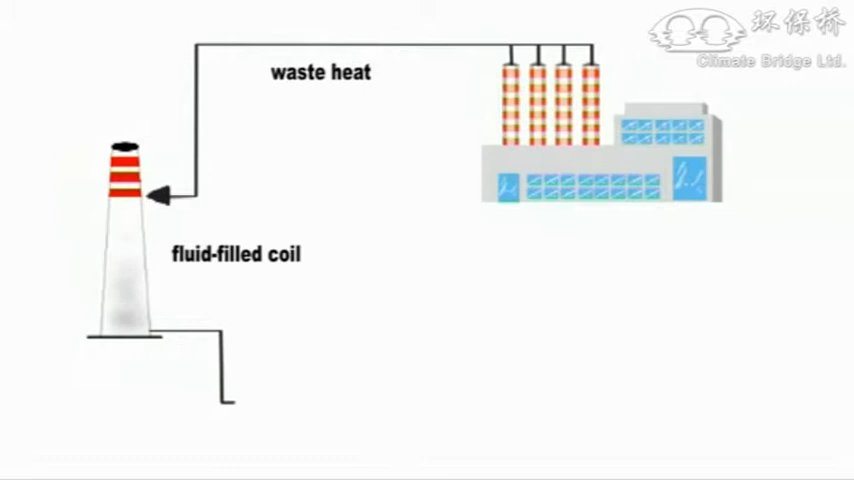 环保桥
Climate Bridge Ltd.
waste heat
fluid-filled coil